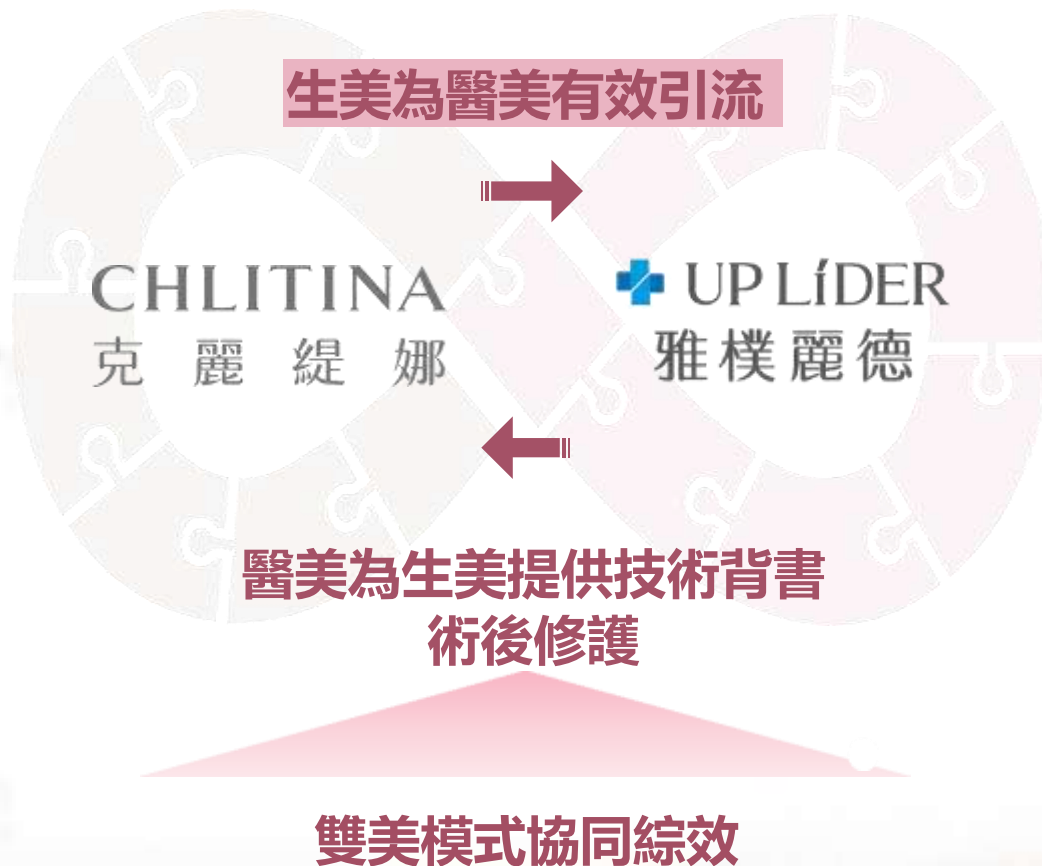 生美為醫美有效引流
CHLITINA
克麗緹娜
UP LÍDER
雅樸麗德
醫美為生美提供技術背書
術後修護
雙美模式協同綜效